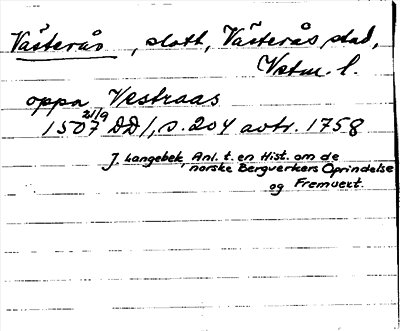 Västerås, slott, Västerås stad,
Vstm. l.
oppa Vestraas
1507 21/9 DD 1, s. 204 avtr. 1758
J. Langebek, Anl. t. en Hist. om de
norske Bergverkers Oprindelse
og Fremvext.